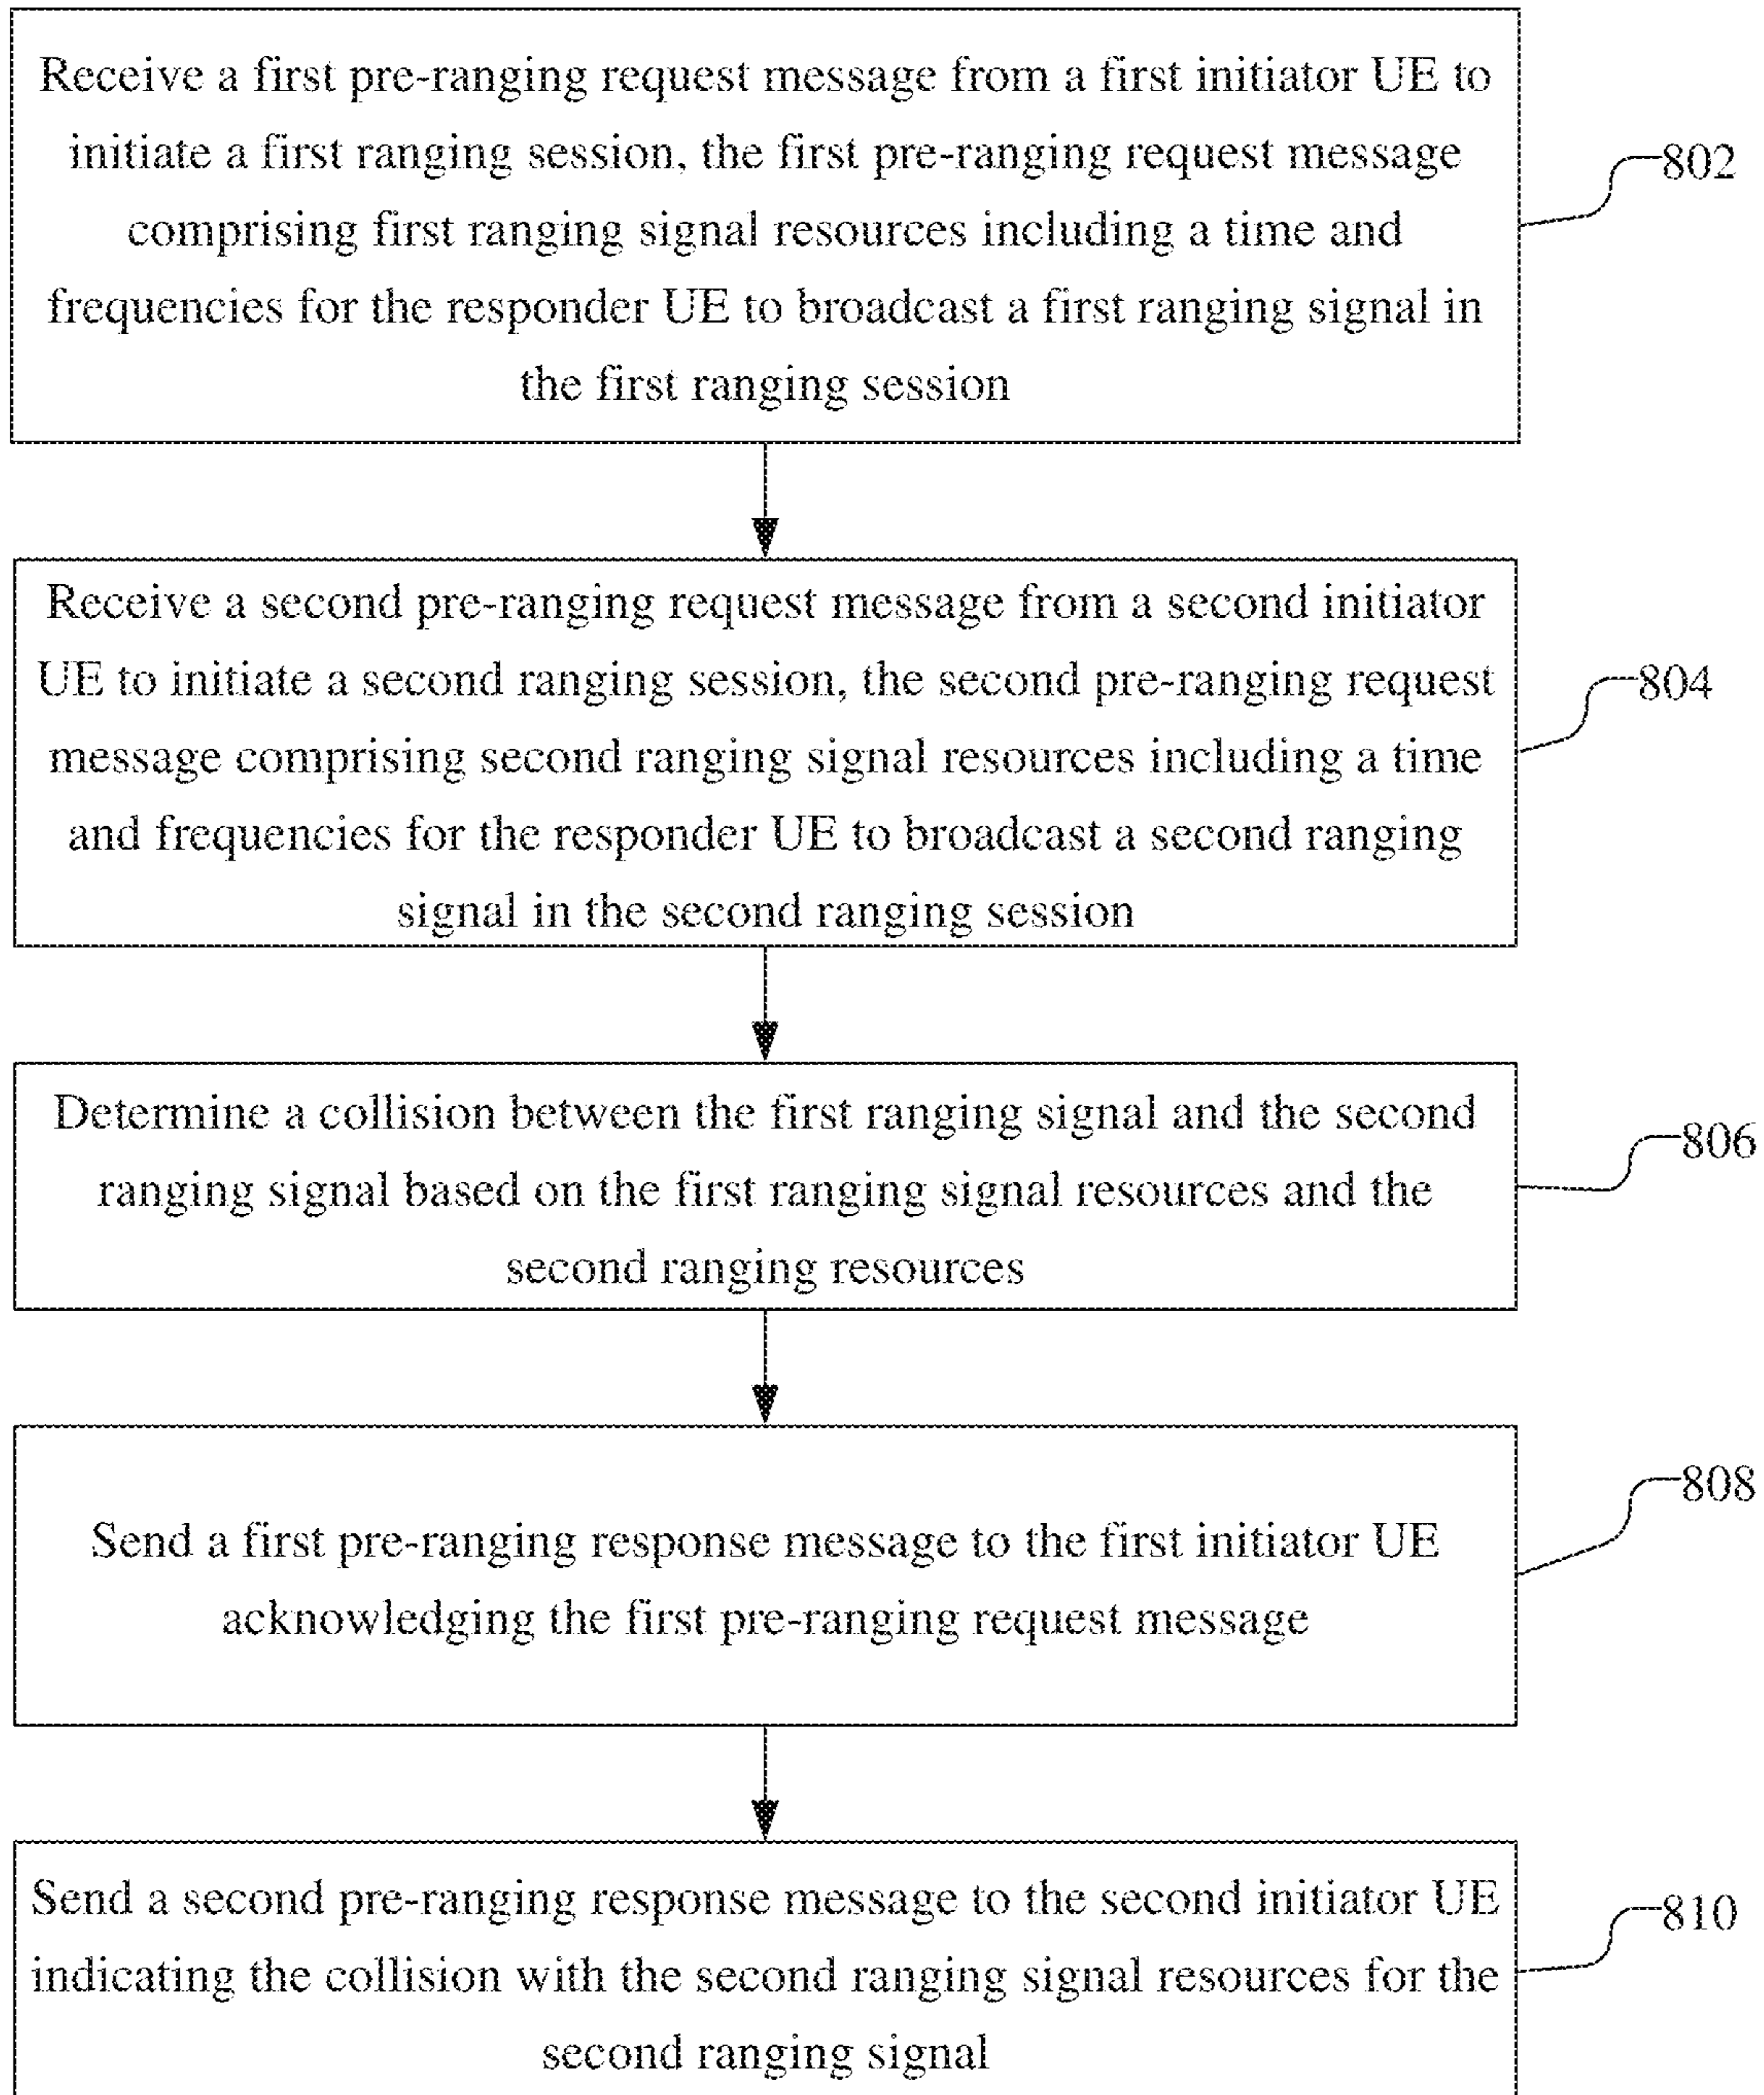 Receive a first pre-ranging request message from a first initiator UE to
initiate a first ranging session, the first pre-ranging request message
comprising first ranging signal resources including a time and
frequencies for the responder UE to broadcast a first ranging signal in
the first ranging session
802
Receive a second pre-ranging request message from a second initiator
UE to initiate a second ranging session, the second pre-ranging request
message comprising second ranging signal resources including a time
and frequencies for the responder UE to broadcast a second ranging
signal in the second ranging session
804
Determine a collision between the first ranging signal and the second
ranging signal based on the first ranging signal resources and the
second ranging resources
806
Send a first pre-ranging response message to the first initiator UE
acknowledging the first pre-ranging request message
808
Send a second pre-ranging response message to the second initiator UE
indicating the collision with the second ranging signal resources for the
second ranging signal
810